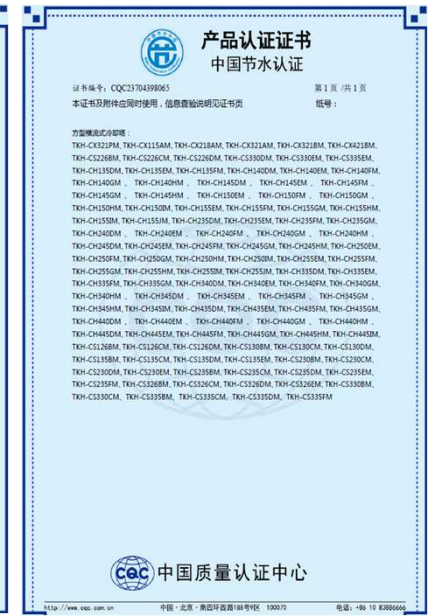 产品认证证书
中国节水认证
证书编号：CQC23704398065 第 1 页 /共 1 页
本证书及附件应同时使用，信息查验说明见证书页 纸号：
方型横流式冷却塔：
TKH-CX321PM, TKH-CX115AM, TKH-CX218AM, TKH-CX321AM, TKH-CX321BM, TKH-CX421BM,
TKH-CS226BM, TKH-CS226CM, TKH-CS226DM, TKH-CS330DM, TKH-CS330EM, TKH-CS335EM,
TKH-CH135DM, TKH-CH135EM, TKH-CH135FM, TKH-CH140DM, TKH-CH140EM, TKH-CH140FM,
TKH-CH140GM 、 TKH-CH140HM 、 TKH-CH145DM 、 TKH-CH145EM 、 TKH-CH145FM 、
TKH-CH145GM 、 TKH-CH145HM 、 TKH-CH150EM 、 TKH-CH150FM 、 TKH-CH150GM 、
TKH-CH150HM, TKH-CH150IM, TKH-CH155EM, TKH-CH155FM, TKH-CH155GM, TKH-CH155HM,
TKH-CH155IM, TKH-CH155JM, TKH-CH235DM, TKH-CH235EM, TKH-CH235FM, TKH-CH235GM,
TKH-CH240DM 、 TKH-CH240EM 、 TKH-CH240FM 、 TKH-CH240GM 、 TKH-CH240HM 、
TKH-CH245DM, TKH-CH245EM, TKH-CH245FM, TKH-CH245GM, TKH-CH245HM, TKH-CH250EM,
TKH-CH250FM, TKH-CH250GM, TKH-CH250HM, TKH-CH250IM, TKH-CH255EM, TKH-CH255FM,
TKH-CH255GM, TKH-CH255HM, TKH-CH255IM, TKH-CH255JM, TKH-CH335DM, TKH-CH335EM,
TKH-CH335FM, TKH-CH335GM, TKH-CH340DM, TKH-CH340EM, TKH-CH340FM, TKH-CH340GM,
TKH-CH340HM 、 TKH-CH345DM 、 TKH-CH345EM 、 TKH-CH345FM 、 TKH-CH345GM 、
TKH-CH345HM, TKH-CH345IM, TKH-CH435DM, TKH-CH435EM, TKH-CH435FM, TKH-CH435GM,
TKH-CH440DM 、 TKH-CH440EM 、 TKH-CH440FM 、 TKH-CH440GM 、 TKH-CH440HM 、
TKH-CH445DM, TKH-CH445EM, TKH-CH445FM, TKH-CH445GM, TKH-CH445HM, TKH-CH445IM
TKH-CS126BM, TKH-CS126CM, TKH-CS126DM, TKH-CS130BM, TKH-CS130CM, TKH-CS130DM,
TKH-CS135BM, TKH-CS135CM, TKH-CS135DM, TKH-CS135EM, TKH-CS230BM, TKH-CS230CM,
TKH-CS230DM, TKH-CS230EM, TKH-CS235BM, TKH-CS235CM, TKH-CS235DM, TKH-CS235EM,
TKH-CS235FM, TKH-CS326BM, TKH-CS326CM, TKH-CS326DM, TKH-CS326EM, TKH-CS330BM,
TKH-CS330CM、TKH-CS335BM、TKH-CS335CM、TKH-CS335DM、TKH-CS335FM
CQC 中国质量认证中心
http://www.cqc.com.cn 中国·北京·南四环西路188号9区 100070 电话：+86 10 83886666